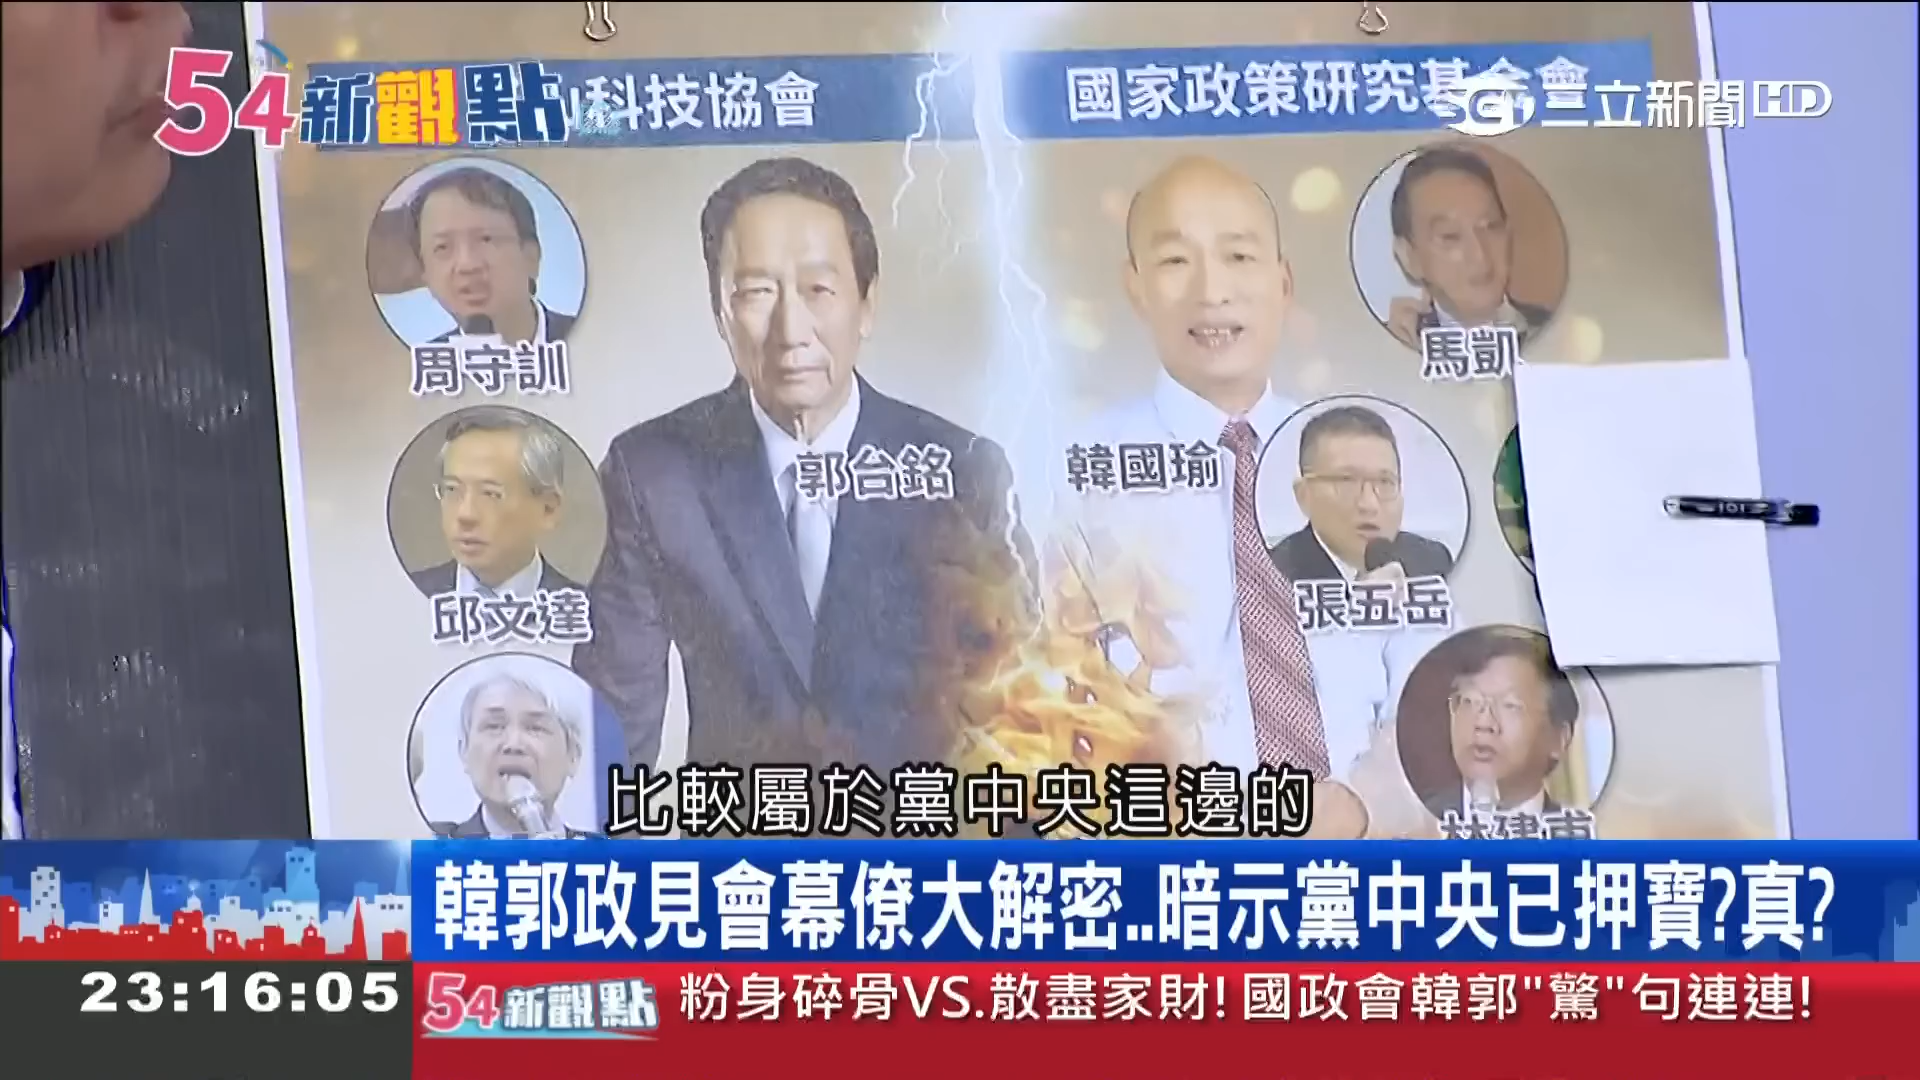 54新觀點
科技協會
國家政策研究基金會
三立新聞HD
周守訓
馬凱
郭台銘
韓國瑜
101
邱文達
張五岳
比較屬於黨中央這邊的
韓郭政見會幕僚大解密..暗示黨中央已押寶?真?
23:16:05
54新觀點
粉身碎骨VS.散盡家財!國政會韓郭"驚"句連連!